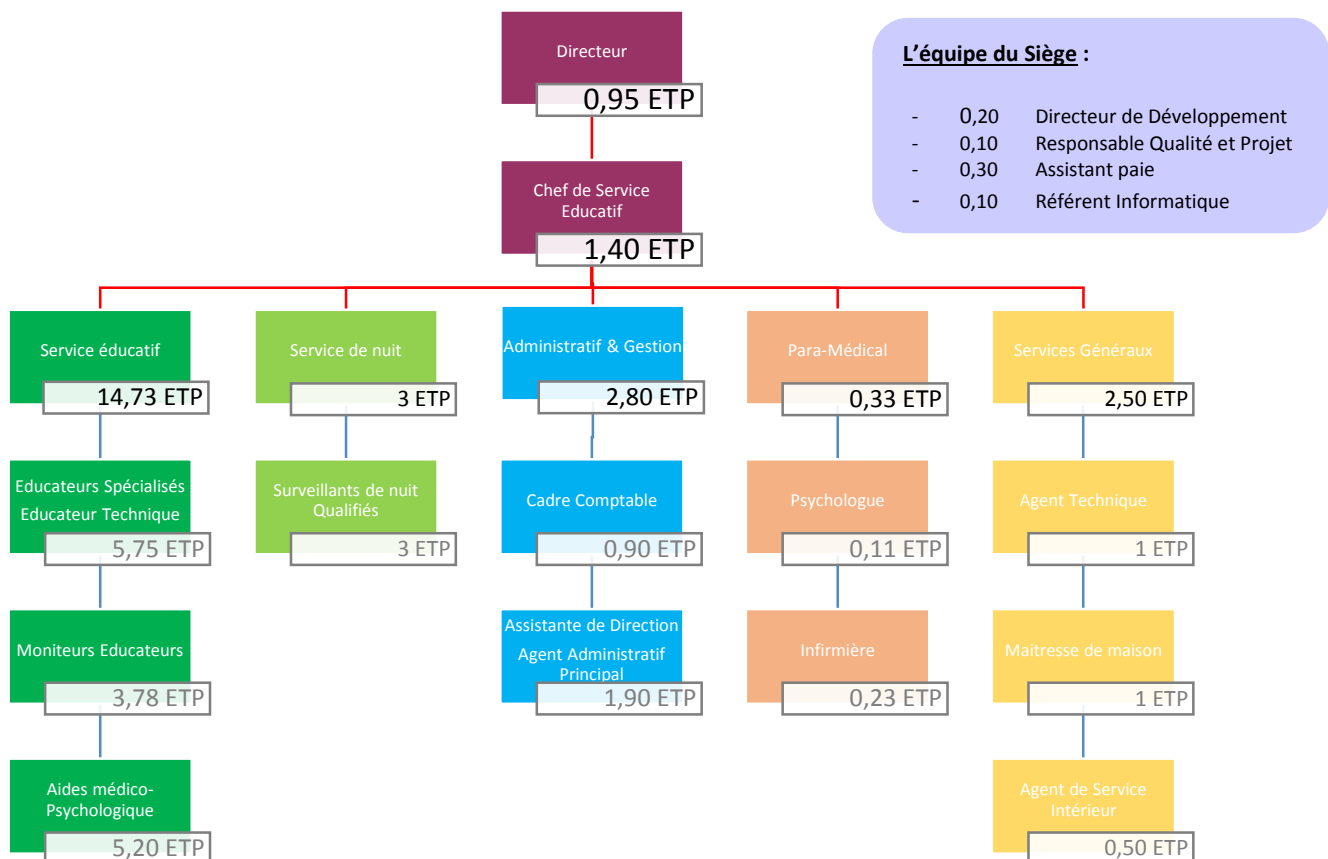 Directeur
0,95 ETP
L'équipe du Siège :
- 0,20 Directeur de Développement
- 0,10 Responsable Qualité et Projet
- 0,30 Assistant paie
- 0,10 Référent Informatique
Chef de Service
Educatif
1,40 ETP
Service éducatif
14,73 ETP
Service de nuit
3 ETP
Administratif & Gestion
2,80 ETP
Para-Médical
0,33 ETP
Services Généraux
2,50 ETP
Educateurs Spécialisés
Educateur Technique
5,75 ETP
Surveillants de nuit
Qualifiés
3 ETP
Cadre Comptable
0,90 ETP
Psychologue
0,11 ETP
Agent Technique
1 ETP
Moniteurs Educateurs
3,78 ETP
Assistante de Direction
Agent Administratif
Principal
1,90 ETP
Infirmière
0,23 ETP
Maitresse de maison
1 ETP
Aides médico-
Psychologique
5,20 ETP
Agent de Service
Intérieur
0,50 ETP